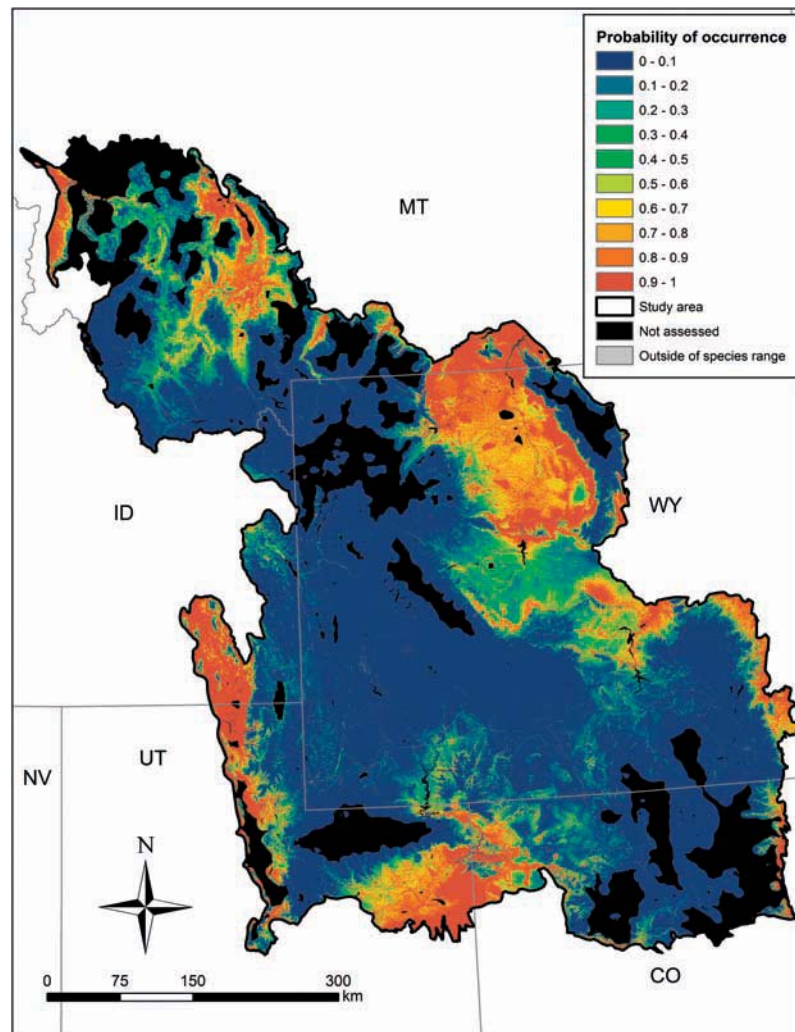 Probability of occurrence
0 - 0.1
0.1 - 0.2
0.2 - 0.3
0.3 - 0.4
0.4 - 0.5
0.5 - 0.6
0.6 - 0.7
0.7 - 0.8
0.8 - 0.9
0.9 - 1
Study area
Not assessed
Outside of species range
MT
ID
WY
NV
UT
N
CO
0 75 150 300
km